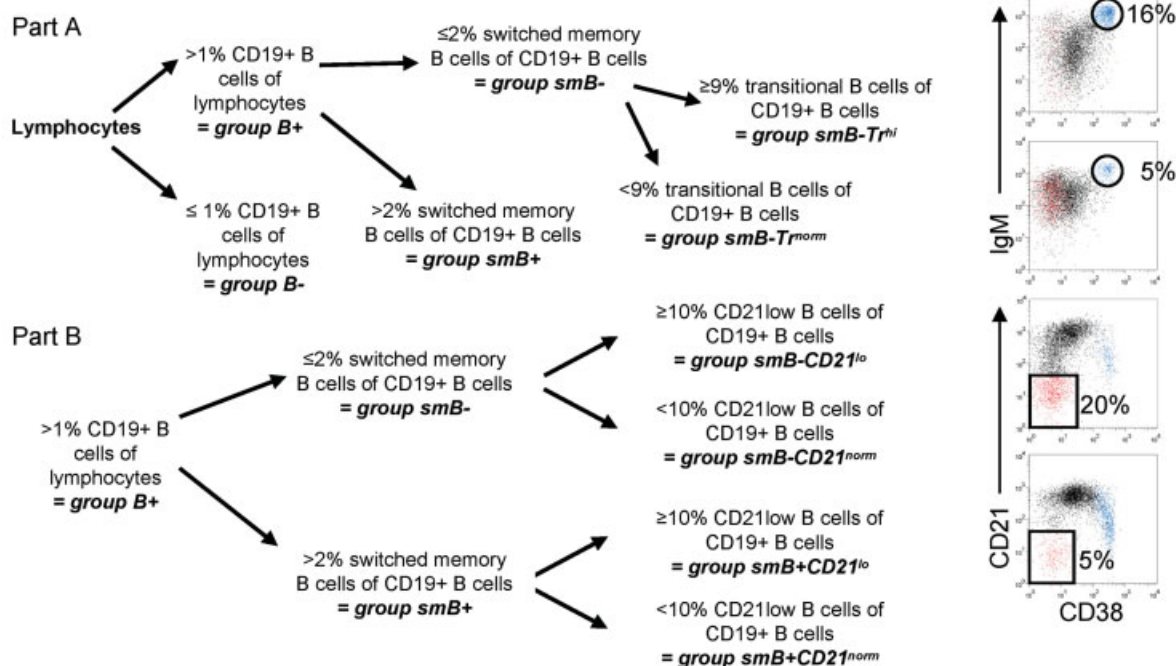 Part A
Lymphocytes
>1% CD19+ B
cells of
lymphocytes
= group B+
≤ 1% CD19+ B
cells of
lymphocytes
= group B-
≤2% switched memory
B cells of CD19+ B cells
= group smB-
>2% switched memory
B cells of CD19+ B cells
= group smB+
≥9% transitional B cells of
CD19+ B cells
= group smB-Trhi
<9% transitional B cells of
CD19+ B cells
= group smB-Trnorm
Part B
>1% CD19+ B
cells of
lymphocytes
= group B+
≤2% switched memory
B cells of CD19+ B cells
= group smB-
>2% switched memory
B cells of CD19+ B cells
= group smB+
≥10% CD21low B cells of
CD19+ B cells
= group smB-CD21lo
<10% CD21low B cells of
CD19+ B cells
= group smB-CD21norm
≥10% CD21low B cells of
CD19+ B cells
= group smB+CD21lo
<10% CD21low B cells of
CD19+ B cells
= group smB+CD21norm
16%
5%
IgM
20%
5%
CD21
CD38